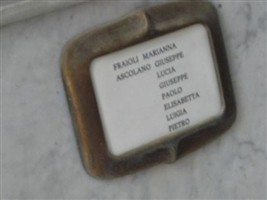 FRAIOLI MARIANNA
ASCOLANO GIUSEPPE
LUCIA
GIUSEPPE
PAOLO
ELISABETTA
LUIGIA
PIETRO